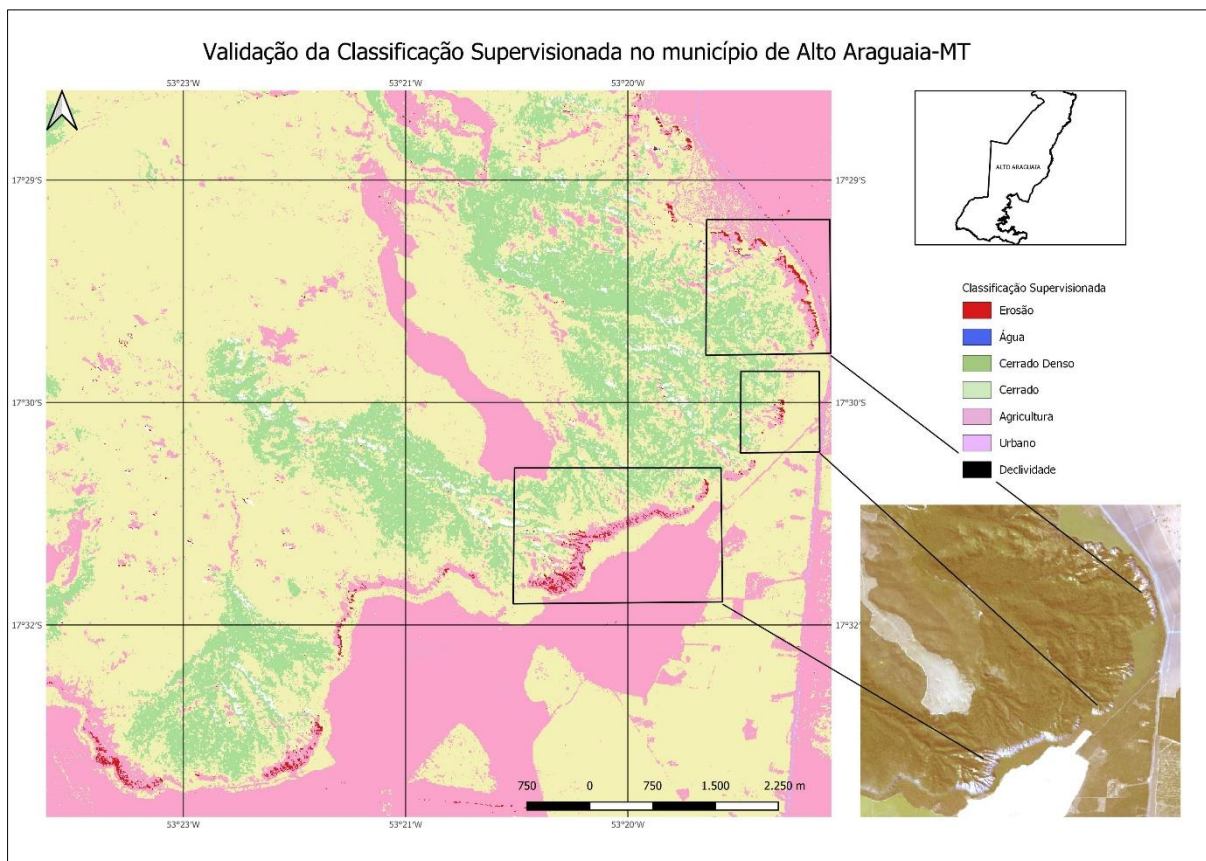 Validação da Classificação Supervisionada no município de Alto Araguaia-MT
53°23'W
53°21'W
53°20'W
17°29'S
17°29'S
17°30'S
17°30'S
17°32'S
17°32'S
53°23'W
53°21'W
53°20'W
750
0
750
1.500
2.250 m
ALTO ARAGUAIA
Classificação Supervisionada
Erosão
Água
Cerrado Denso
Cerrado
Agricultura
Urbano
Declividade